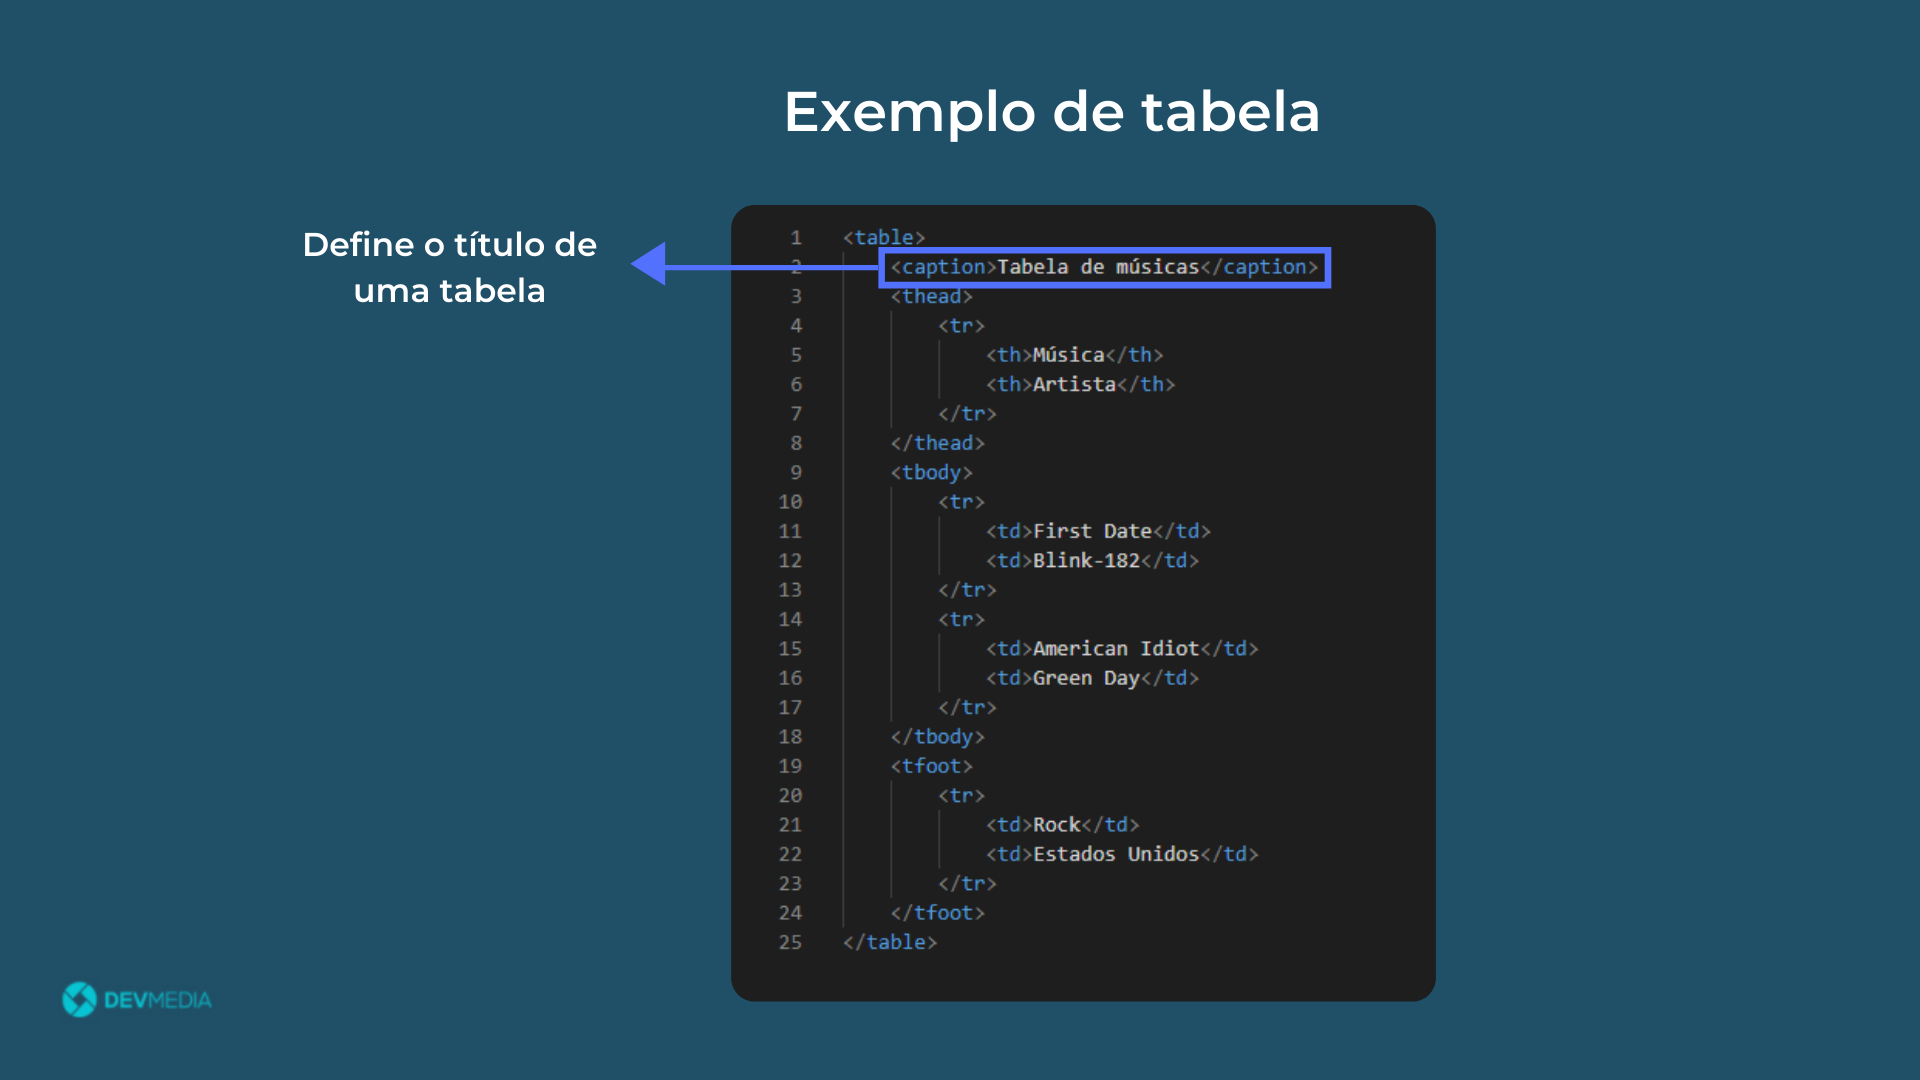 Exemplo de tabela
Define o título de
uma tabela
1 <table>
2 <caption>Tabela de músicas</caption>
3 <thead>
4 <tr>
5 <th>Música</th>
6 <th>Artista</th>
7 </tr>
8 </thead>
9 <tbody>
10 <tr>
11 <td>First Date</td>
12 <td>Blink-182</td>
13 </tr>
14 <tr>
15 <td>American Idiot</td>
16 <td>Green Day</td>
17 </tr>
18 </tbody>
19 <tfoot>
20 <tr>
21 <td>Rock</td>
22 <td>Estados Unidos</td>
23 </tr>
24 </tfoot>
25 </table>
DEVMEDIA